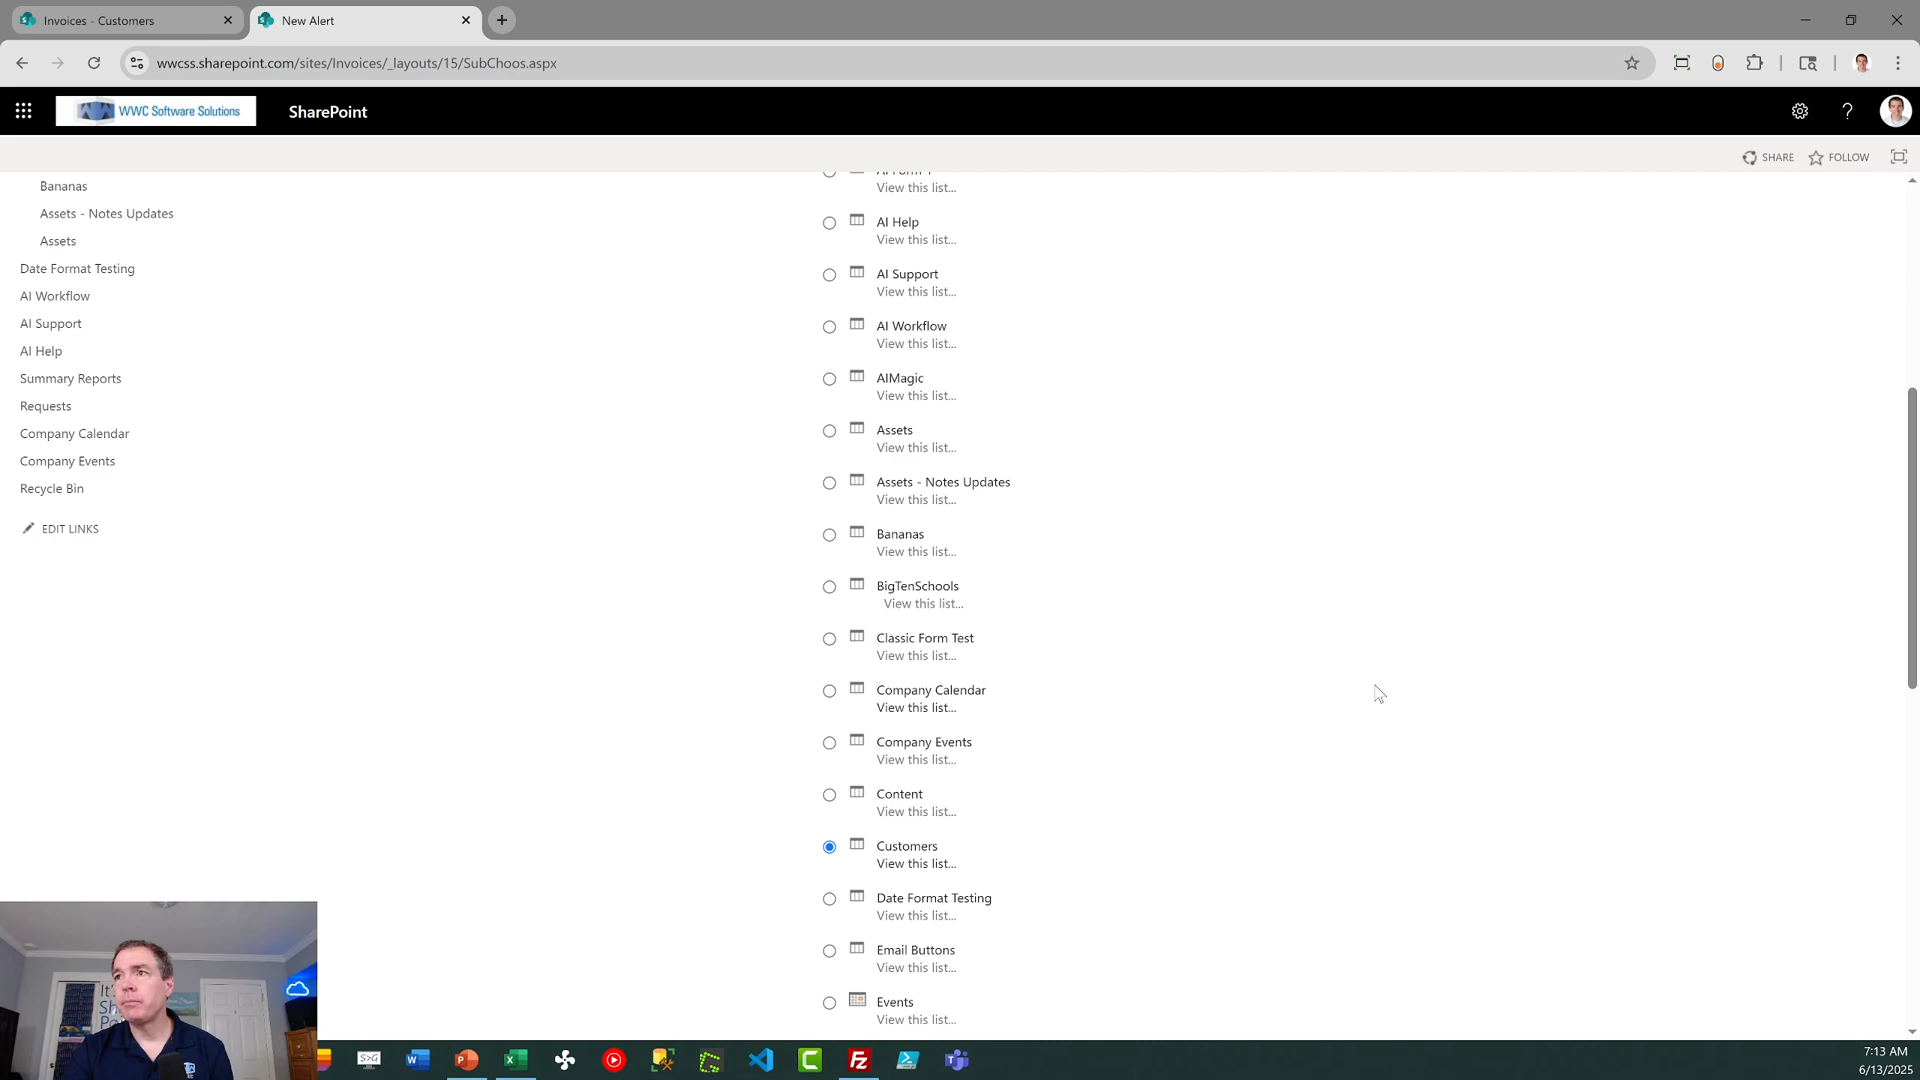 Invoices - Customers
New Alert
wwcss.sharepoint.com/sites/Invoices/_layouts/15/SubChoos.aspx
WWC Software Solutions
SharePoint
SHARE
FOLLOW
Bananas
Assets - Notes Updates
Assets
Date Format Testing
AI Workflow
AI Support
AI Help
Summary Reports
Requests
Company Calendar
Company Events
Recycle Bin
EDIT LINKS
View this list...
AI Help
View this list...
AI Support
View this list...
AI Workflow
View this list...
AIMagic
View this list...
Assets
View this list...
Assets - Notes Updates
View this list...
Bananas
View this list...
BigTenSchools
View this list...
Classic Form Test
View this list...
Company Calendar
View this list...
Company Events
View this list...
Content
View this list...
Customers
View this list...
Date Format Testing
View this list...
Email Buttons
View this list...
Events
View this list...
7:13 AM
6/13/2025